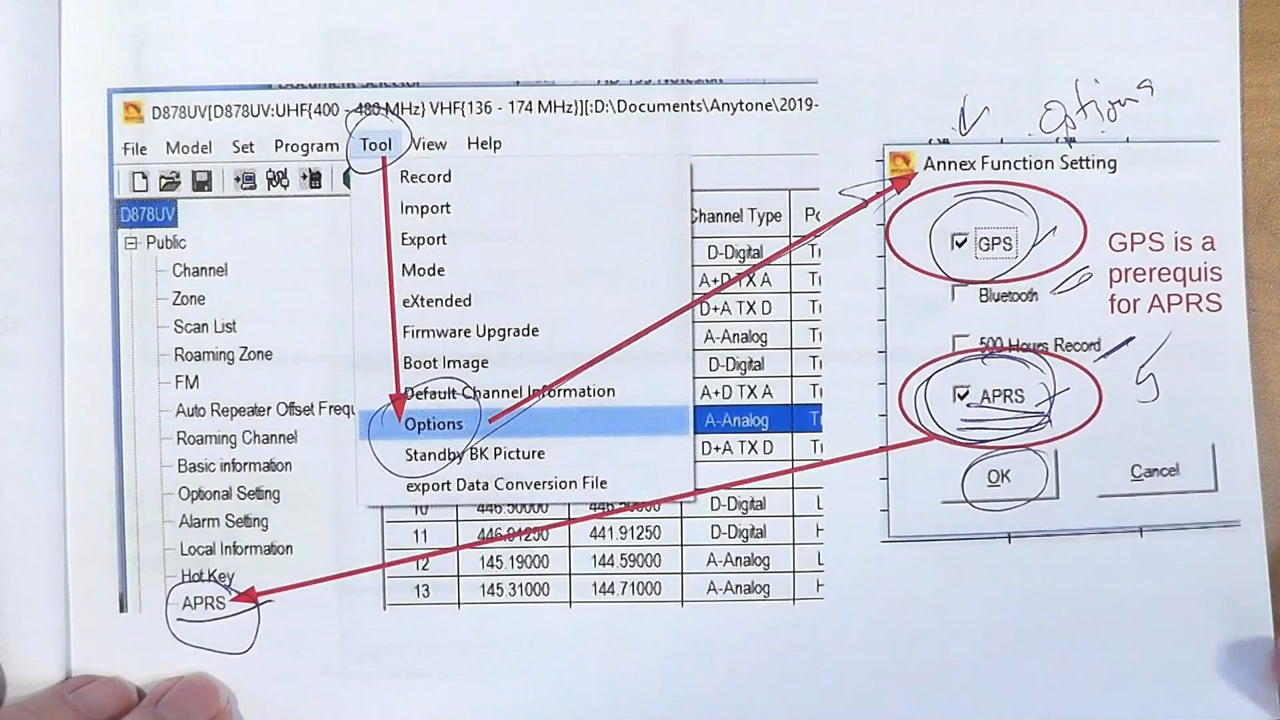 D878UV[D878UV:UHF{400 - 480 MHz} VHF{136 - 174 MHz}][:D:\Documents\Anytone\2019-
File Model Set Program Tool View Help
D878UV
Public
Channel
Zone
Scan List
Roaming Zone
FM
Auto Repeater Offset Frequ
Roaming Channel
Basic information
Optional Setting
Alarm Setting
Local Information
Hot Key
APRS
Record
Import
Export
Mode
eXtended
Firmware Upgrade
Boot Image
Default Channel Information
Options
Standby BK Picture
export Data Conversion File
Channel Type
D-Digital
A+D TX A
D+A TX D
A-Analog
D-Digital
A+D TX A
A-Analog
D+A TX D
10 446.50000 446.50000 D-Digital L
11 446.91250 441.91250 D-Digital H
12 145.19000 144.59000 A-Analog L
13 145.31000 144.71000 A-Analog H
options
Annex Function Setting
GPS
Bluetooth
500 Hours Record
APRS
OK Cancel
GPS is a
prerequis
for APRS
5